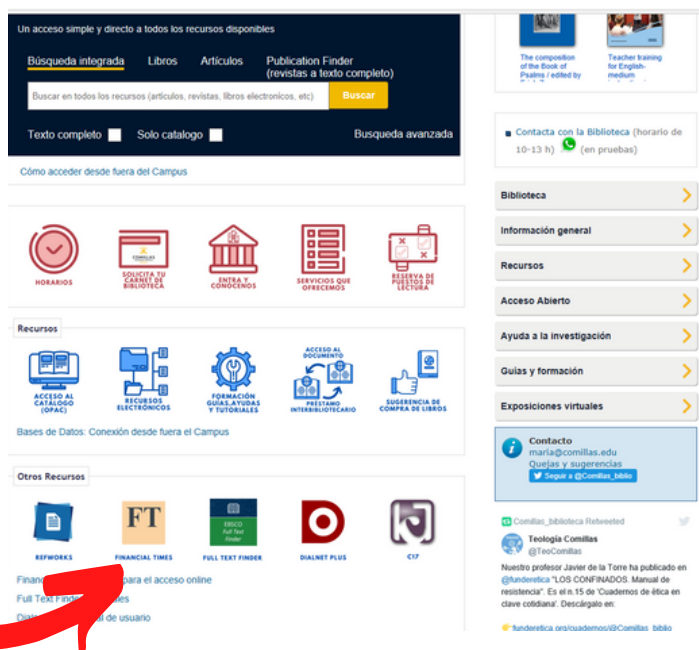 Un acceso simple y directo a todos los recursos disponibles
Búsqueda integrada
Libros
Artículos
Publication Finder
(revistas a texto completo)
Buscar en todos los recursos (articulos, revistas, libros electronicos, etc)
Buscar
Texto completo
Solo catalogo
Busqueda avanzada
Cómo acceder desde fuera del Campus
HORARIOS
COMILLAS
SOLICITA TU
CARNET DE
BIBLIOTECA
ENTRA Y
CONÓCENOS
SERVICIOS QUE
OFRECEMOS
RESERVA DE
PUESTOS DE
LECTURA
Recursos
ACCESO AL
CATÁLOGO
(OPAC)
RECURSOS
ELECTRÓNICOS
FORMACIÓN
GUÍAS,AYUDAS
Y TUTORIALES
ACCESO AL
DOCUMENTO
PRÉSTAMO
INTERBIBLIOTECARIO
SUGERENCIA DE
COMPRA DE LIBROS
Bases de Datos: Conexión desde fuera el Campus
Otros Recursos
REFWORKS
FT
FINANCIAL TIMES
EBSCO
Full Text
Finder
FULL TEXT FINDER
DIALNET PLUS
C17
para el acceso online
Full Text Finder
al de usuario
The composition
of the Book of
Psalms / edited by
Teacher training
for English-
medium
Contacta con la Biblioteca (horario de
10-13 h) (en pruebas)
Biblioteca
Información general
Recursos
Acceso Abierto
Ayuda a la investigación
Guías y formación
Exposiciones virtuales
Contacto
maria@comillas.edu
Quejas y sugerencias
Seguir a @Comillas_biblio
Comillas_biblioteca Retweeted
Teología Comillas
@TeoComillas
Nuestro profesor Javier de la Torre ha publicado en
@funderetica "LOS CONFINADOS. Manual de
resistencia". Es el n.15 de 'Cuadernos de ética en
clave cotidiana'. Descárgalo en:
funderetica.org/cuadernos/@Comillas_biblio